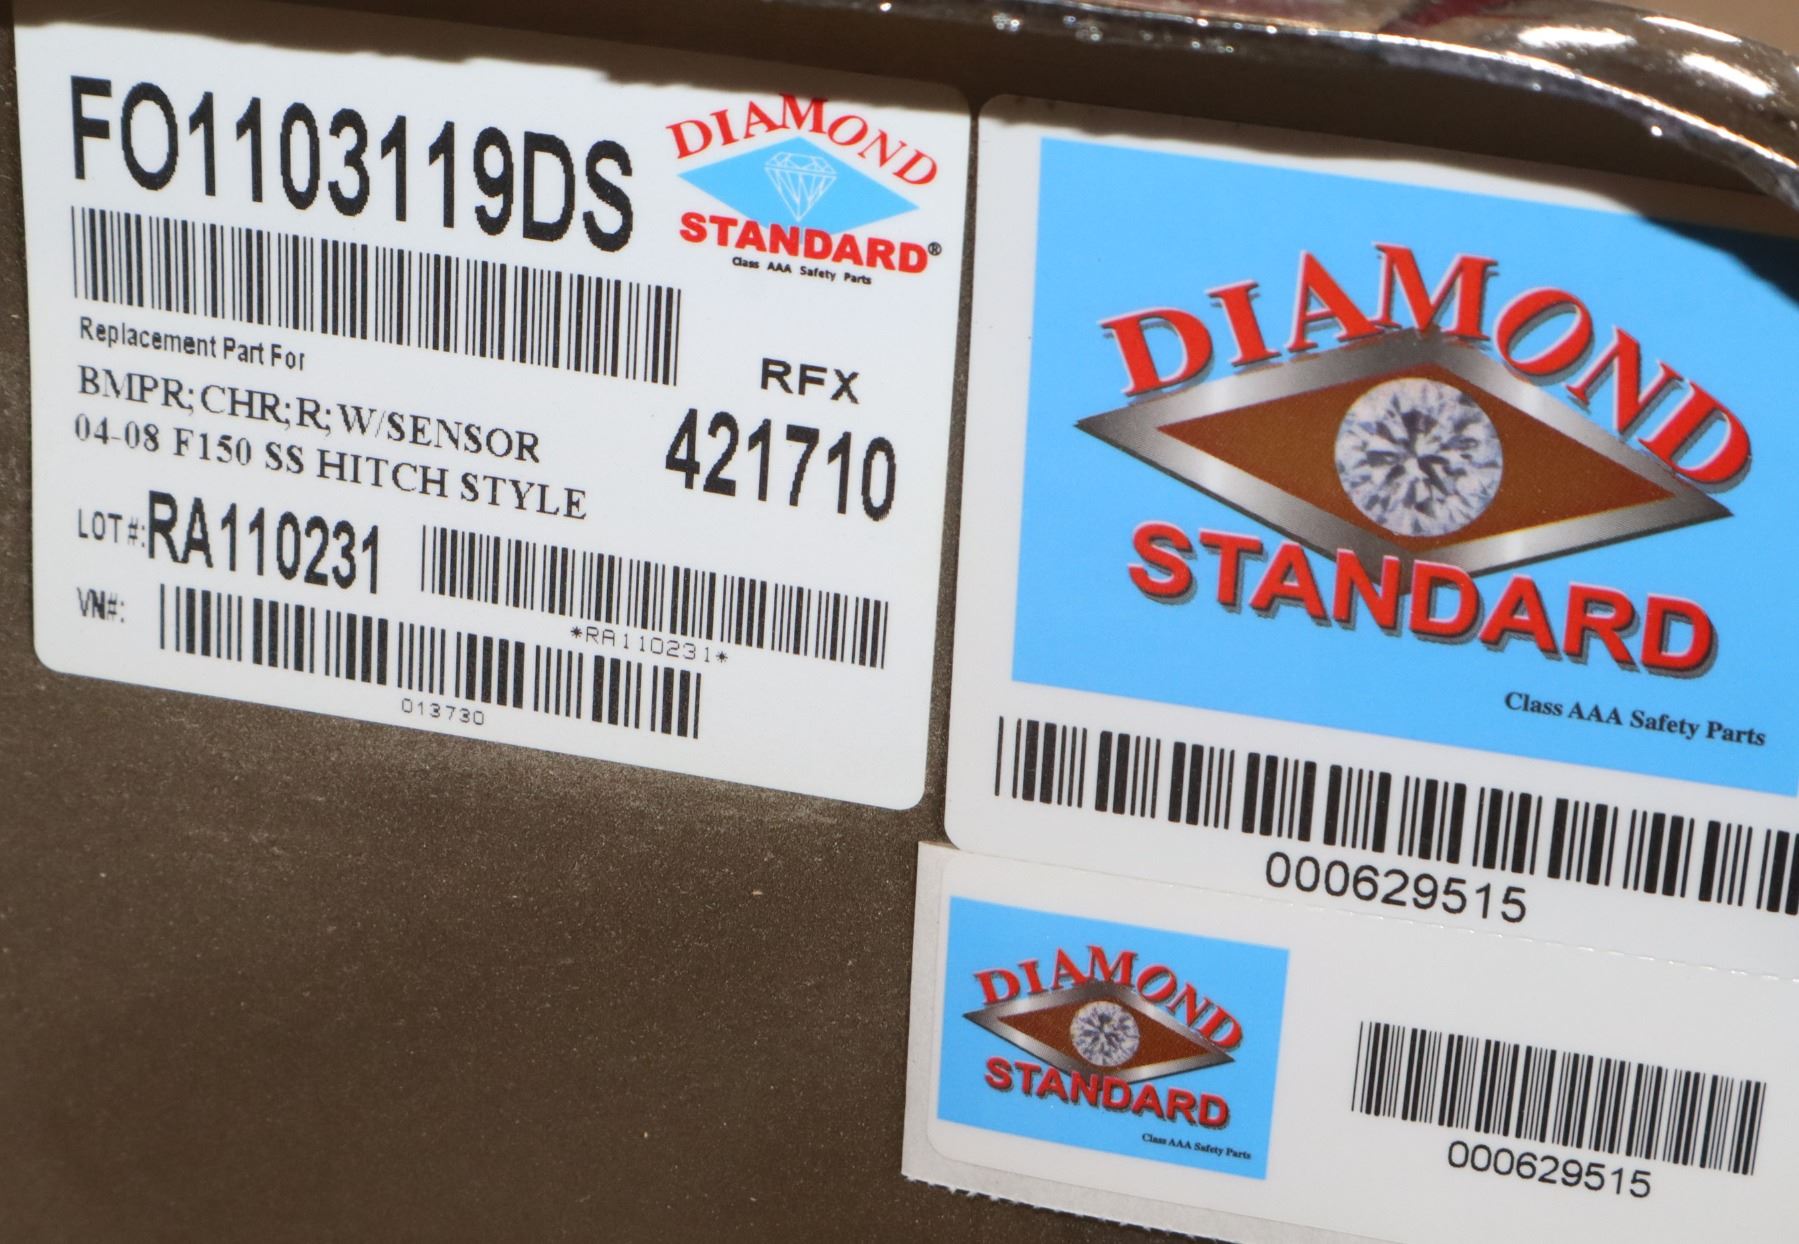 FO1103119DS
DIAMOND
STANDARD®
Class AAA Safety Parts
Replacement Part For
BMPR;CHR;R;W/SENSOR
04-08 F150 SS HITCH STYLE
RFX
421710
LOT#:RA110231
*RA110231*
VN#:
013730
DIAMOND
STANDARD
Class AAA Safety Parts
000629515
DIAMOND
STANDARD
Class AAA Safety Parts
000629515